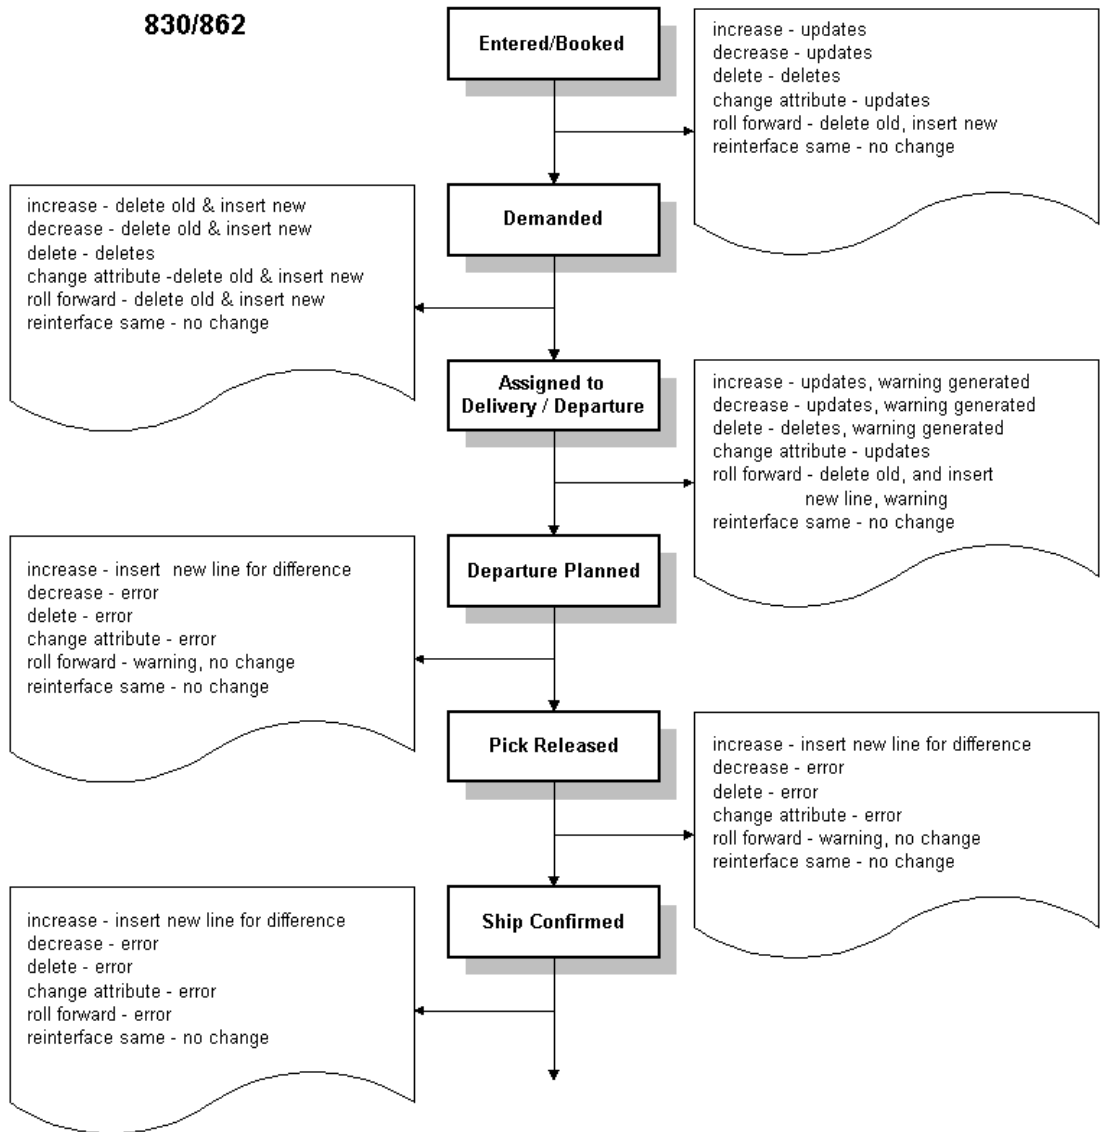 830/862
Entered/Booked
increase - updates
decrease - updates
delete - deletes
change attribute - updates
roll forward - delete old, insert new
reinterface same - no change
Demanded
increase - delete old & insert new
decrease - delete old & insert new
delete - deletes
change attribute -delete old & insert new
roll forward - delete old & insert new
reinterface same - no change
Assigned to
Delivery / Departure
increase - updates, warning generated
decrease - updates, warning generated
delete - deletes, warning generated
change attribute - updates
roll forward - delete old, and insert
new line, warning
reinterface same - no change
Departure Planned
increase - insert  new line for difference
decrease - error
delete - error
change attribute - error
roll forward - warning, no change
reinterface same - no change
Pick Released
increase - insert new line for difference
decrease - error
delete - error
change attribute - error
roll forward - warning, no change
reinterface same - no change
Ship Confirmed
increase - insert new line for difference
decrease - error
delete - error
change attribute - error
roll forward - error
reinterface same - no change